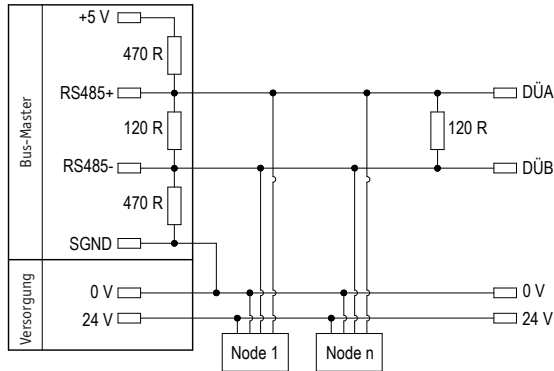 +5 V
470 R
RS485+
DÜA
120 R
120 R
Bus-Master
RS485-
DÜB
470 R
SGND
Versorgung
0 V
0 V
24 V
24 V
Node 1
Node n